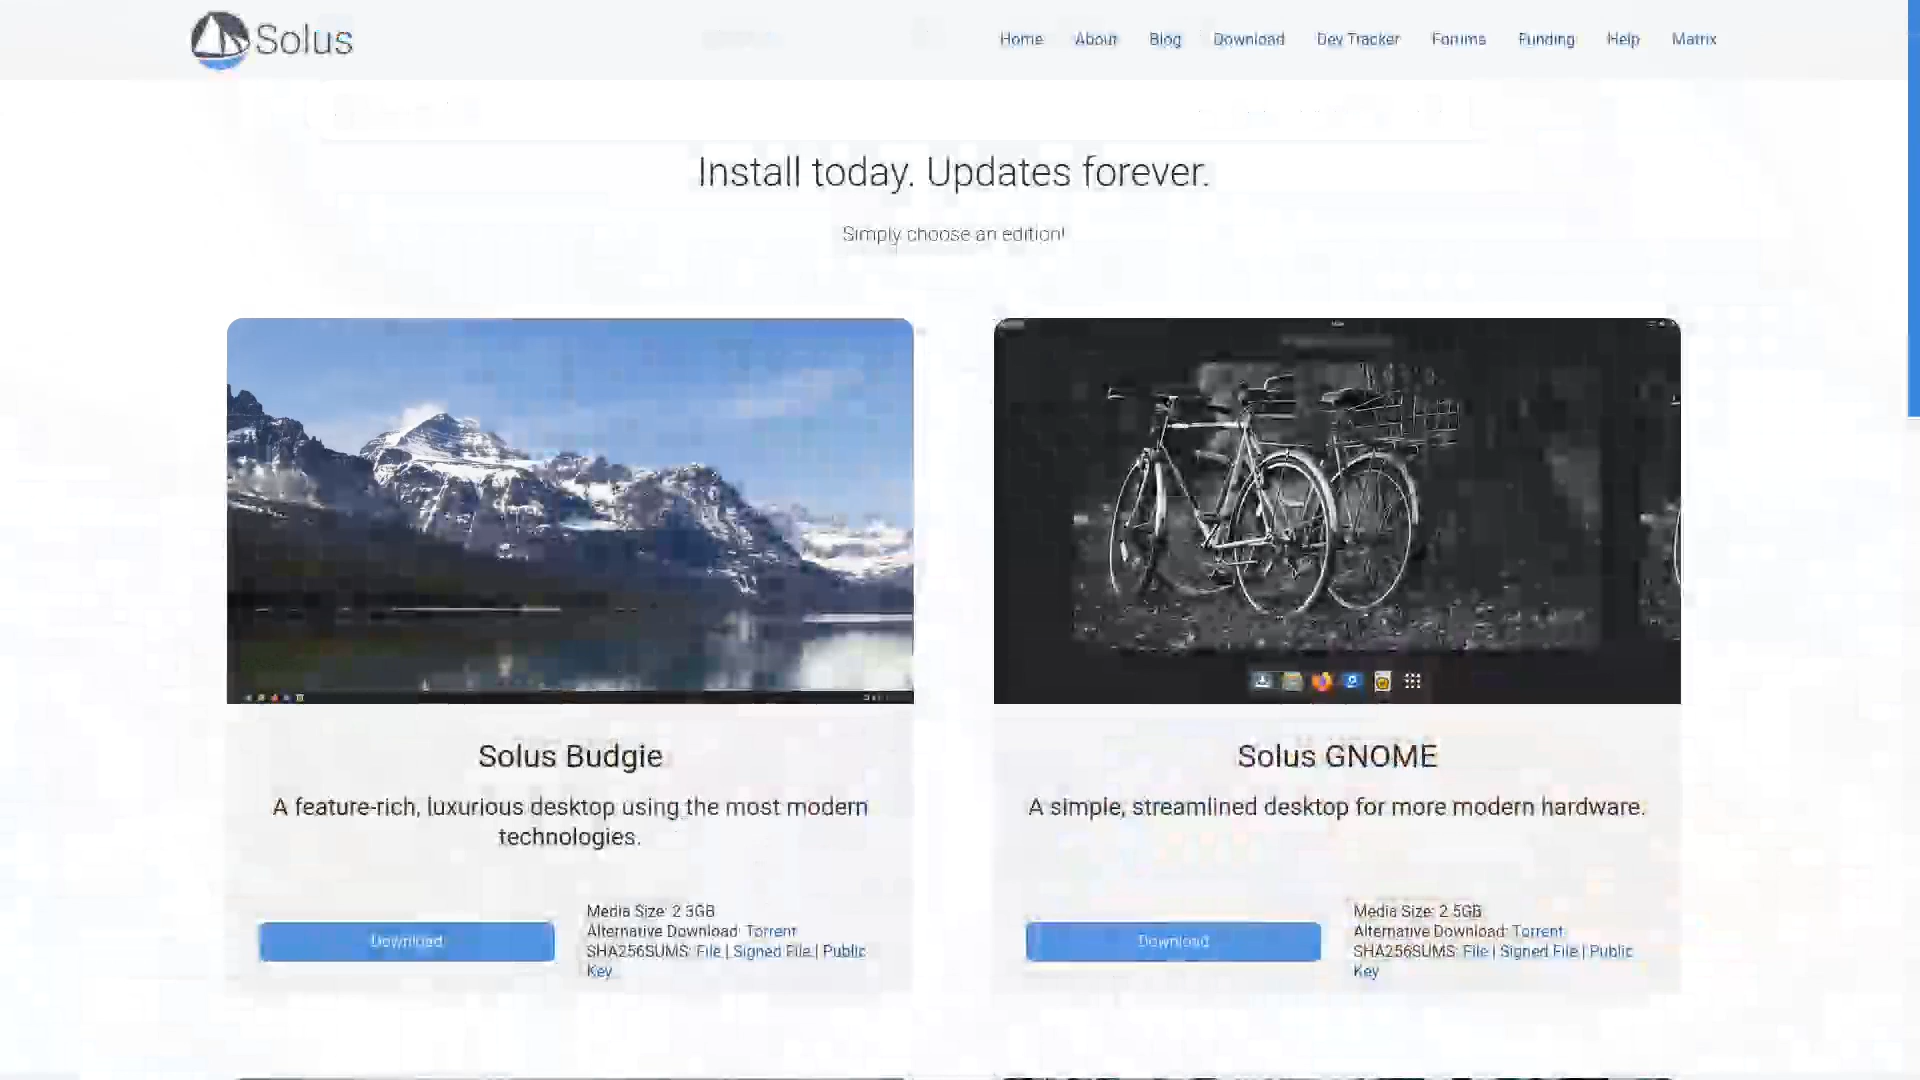 Solus
Home About Blog Download Dev Tracker Forums Funding Help Matrix
Install today. Updates forever.
Simply choose an edition!
Solus Budgie
A feature-rich, luxurious desktop using the most modern
technologies.
Download
Media Size: 2.3GB
Alternative Download: Torrent
SHA256SUMS: File | Signed File | Public
Key
Solus GNOME
A simple, streamlined desktop for more modern hardware.
Download
Media Size: 2.5GB
Alternative Download: Torrent
SHA256SUMS: File | Signed File | Public
Key